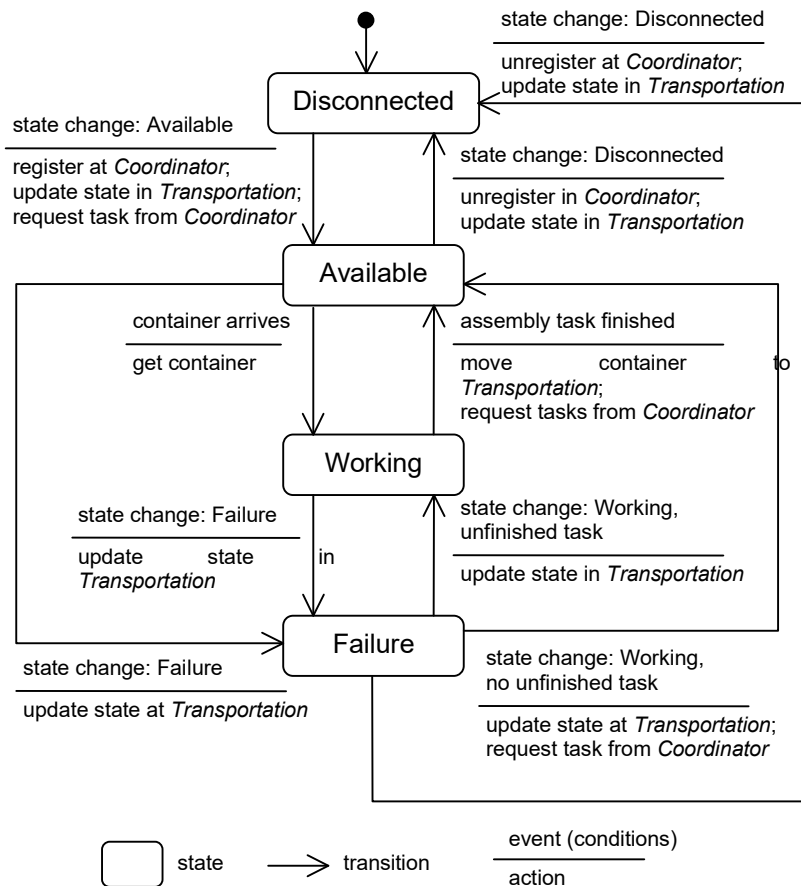 state change: Disconnected
unregister at Coordinator;
update state in Transportation
Disconnected
state change: Available
register at Coordinator;
update state in Transportation;
request task from Coordinator
state change: Disconnected
unregister in Coordinator;
update state in Transportation
Available
container arrives
get container
assembly task finished
move container to
Transportation;
request tasks from Coordinator
Working
state change: Failure
update state in
Transportation
state change: Working,
unfinished task
update state in Transportation
Failure
state change: Failure
update state at Transportation
state change: Working,
no unfinished task
update state at Transportation;
request task from Coordinator
state
transition
event (conditions)
action